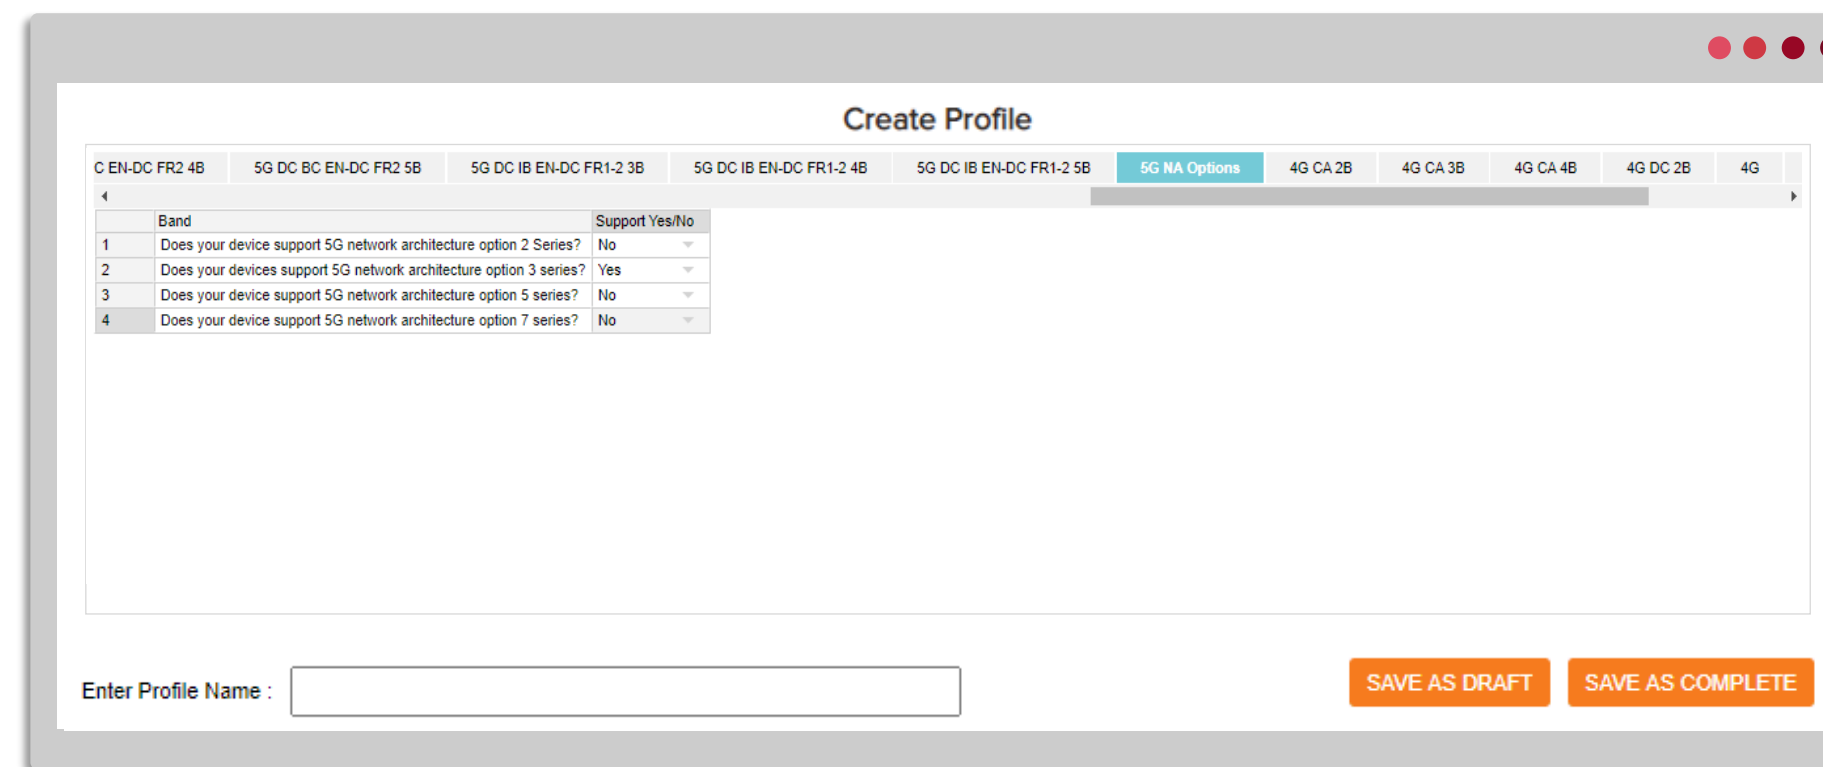 Create Profile
C EN-DC FR2 4B 5G DC BC EN-DC FR2 5B 5G DC IB EN-DC FR1-2 3B 5G DC IB EN-DC FR1-2 4B 5G DC IB EN-DC FR1-2 5B 5G NA Options 4G CA 2B 4G CA 3B 4G CA 4B 4G DC 2B 4G
Band Support Yes/No
1 Does your device support 5G network architecture option 2 Series? No
2 Does your devices support 5G network architecture option 3 series? Yes
3 Does your device support 5G network architecture option 5 series? No
4 Does your device support 5G network architecture option 7 series? No
Enter Profile Name : SAVE AS DRAFT SAVE AS COMPLETE